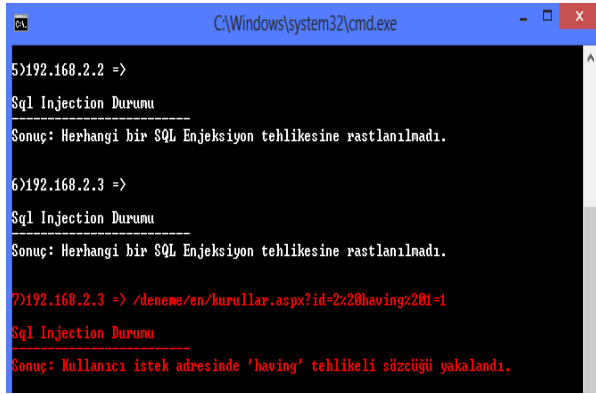 C:\Windows\system32\cmd.exe
5)192.168.2.2 =>
Sql Injection Durumu
--------------------------
Sonuç: Herhangi bir SQL Enjeksiyon tehlikesine rastlanılmadı.
6)192.168.2.3 =>
Sql Injection Durumu
--------------------------
Sonuç: Herhangi bir SQL Enjeksiyon tehlikesine rastlanılmadı.
7)192.168.2.3 => /deneme/en/kurullar.aspx?id=2%20having%201=1
Sql Injection Durumu
--------------------------
Sonuç: Kullanıcı istek adresinde 'having' tehlikeli sözcüğü yakalandı.